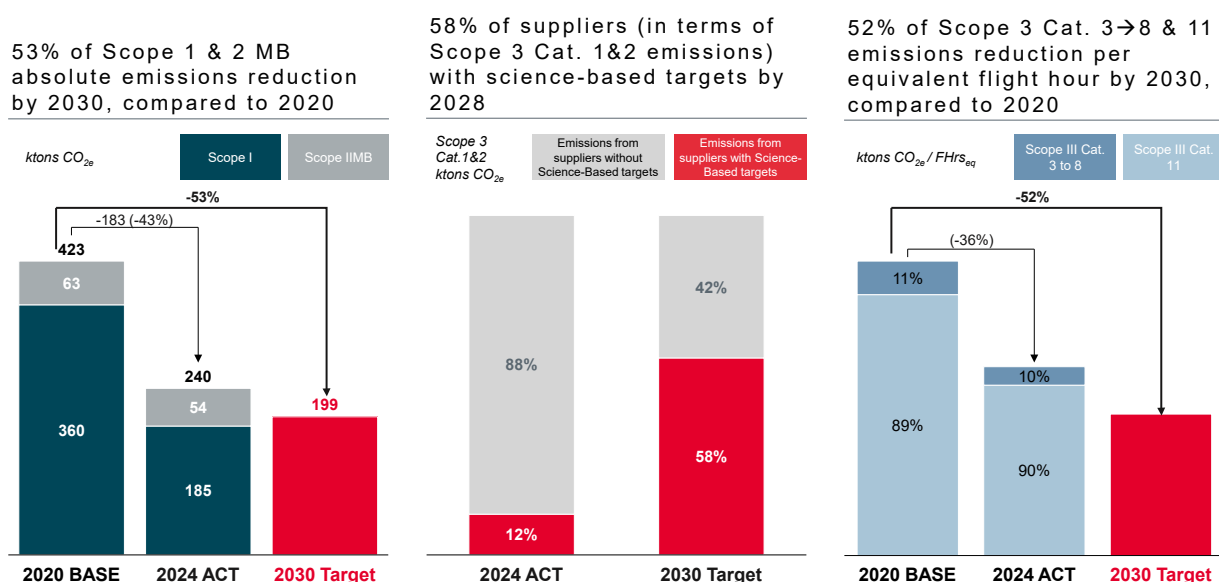 53% of Scope 1 & 2 MB
absolute emissions reduction
by 2030, compared to 2020
ktons CO2e
Scope I
Scope IIMB
-53%
-183 (-43%)
423
63
360
240
54
185
199
2020 BASE
2024 ACT
2030 Target
58% of suppliers (in terms of
Scope 3 Cat. 1&2 emissions)
with science-based targets by
2028
Scope 3
Cat.1&2
ktons CO2e
Emissions from
suppliers without
Science-Based targets
Emissions from
suppliers with Science-
Based targets
88%
12%
42%
58%
2024 ACT
2030 Target
52% of Scope 3 Cat. 3→8 & 11
emissions reduction per
equivalent flight hour by 2030,
compared to 2020
ktons CO2e / FHrseq
Scope III Cat.
3 to 8
Scope III Cat.
11
-52%
(-36%)
11%
89%
10%
90%
2020 BASE
2024 ACT
2030 Target